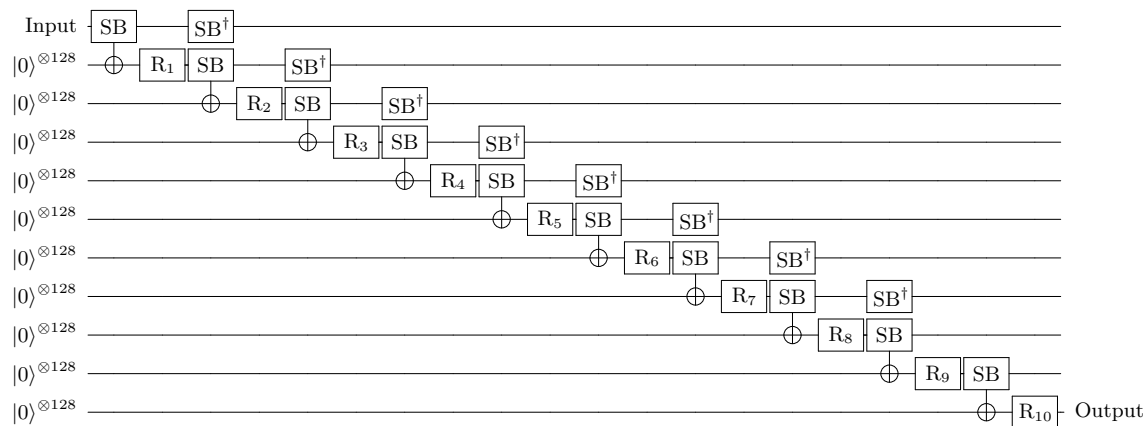 Input SB SB†
|0⟩⊗128 R₁ SB SB†
|0⟩⊗128 R₂ SB SB†
|0⟩⊗128 R₃ SB SB†
|0⟩⊗128 R₄ SB SB†
|0⟩⊗128 R₅ SB SB†
|0⟩⊗128 R₆ SB SB†
|0⟩⊗128 R₇ SB SB†
|0⟩⊗128 R₈ SB
|0⟩⊗128 R₉ SB
|0⟩⊗128 R₁₀ Output